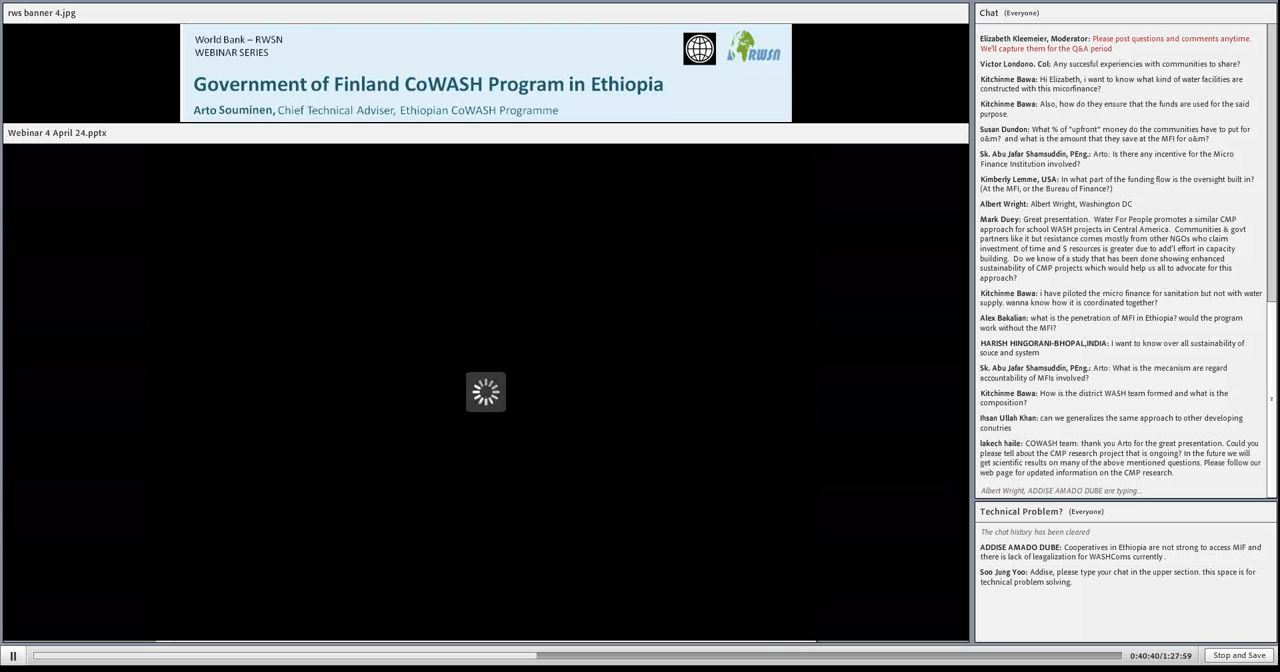 rws banner 4.jpg
World Bank – RWSN
WEBINAR SERIES
RWSN
Government of Finland CoWASH Program in Ethiopia
Arto Souminen, Chief Technical Adviser, Ethiopian CoWASH Programme
Webinar 4 April 24.pptx
Chat (Everyone)
Elizabeth Kleemeier, Moderator: Please post questions and comments anytime.
We'll capture them for the Q&A period
Victor Londono. Col: Any succesful experiencies with communities to share?
Kitchinme Bawa: Hi Elizabeth, i want to know what kind of water facilities are
constructed with this micorfinance?
Kitchinme Bawa: Also, how do they ensure that the funds are used for the said
purpose.
Susan Dundon: What % of "upfront" money do the communities have to put for
o&m? and what is the amount that they save at the MFI for o&m?
Sk. Abu Jafar Shamsuddin, PEng.: Arto: Is there any incentive for the Micro
Finance Institution involved?
Kimberly Lemme, USA: In what part of the funding flow is the oversight built in?
(At the MFI, or the Bureau of Finance?)
Albert Wright: Albert Wright, Washington DC
Mark Duey: Great presentation. Water For People promotes a similar CMP
approach for school WASH projects in Central America. Communities & govt
partners like it but resistance comes mostly from other NGOs who claim
investment of time and $ resources is greater due to add'l effort in capacity
building. Do we know of a study that has been done showing enhanced
sustainability of CMP projects which would help us all to advocate for this
approach?
Kitchinme Bawa: i have piloted the micro finance for sanitation but not with water
supply. wanna know how it is coordinated together?
Alex Bakalian: what is the penetration of MFI in Ethiopia? would the program
work without the MFI?
HARISH HINGORANI-BHOPAL,INDIA: I want to know over all sustainability of
souce and system
Sk. Abu Jafar Shamsuddin, PEng.: Arto: What is the mecanism are regard
accountability of MFIs involved?
Kitchinme Bawa: How is the district WASH team formed and what is the
composition?
Ihsan Ullah Khan: can we generalizes the same approach to other developing
conutries
lakech haile: COWASH team: thank you Arto for the great presentation. Could you
please tell about the CMP research project that is ongoing? In the future we will
get scientific results on many of the above mentioned questions. Please follow our
web page for updated information on the CMP research.
Albert Wright, ADDISE AMADO DUBE are typing...
Technical Problem? (Everyone)
The chat history has been cleared
ADDISE AMADO DUBE: Cooperatives in Ethiopia are not strong to access MIF and
there is lack of leagalization for WASHComs currently .
Soo Jung Yoo: Addise, please type your chat in the upper section. this space is for
technical problem solving.
0:40:40/1:27:59
Stop and Save